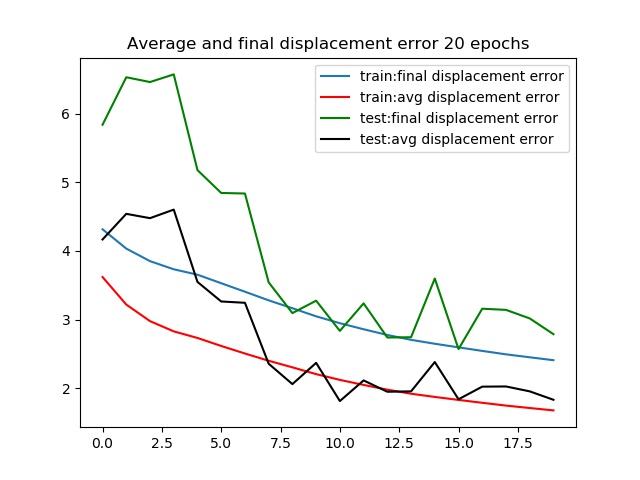 Average and final displacement error 20 epochs
train:final displacement error
train:avg displacement error
test:final displacement error
test:avg displacement error
6
5
4
3
2
0.0 2.5 5.0 7.5 10.0 12.5 15.0 17.5